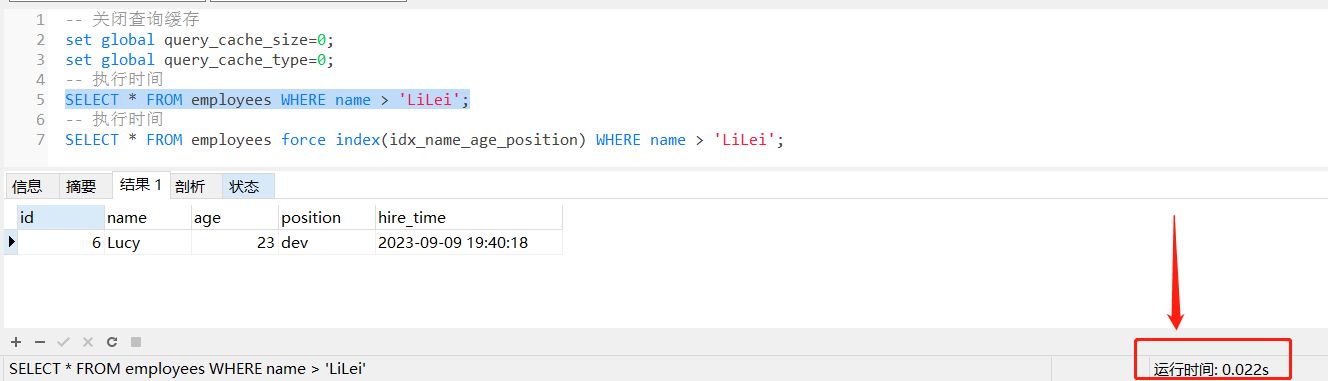 1 -- 关闭查询缓存
2 set global query_cache_size=0;
3 set global query_cache_type=0;
4 -- 执行时间
5 SELECT * FROM employees WHERE name > 'LiLei';
6 -- 执行时间
7 SELECT * FROM employees force index(idx_name_age_position) WHERE name > 'LiLei';
信息 摘要 结果 1 剖析 状态
id name age position hire_time
6 Lucy 23 dev 2023-09-09 19:40:18
SELECT * FROM employees WHERE name > 'LiLei' 运行时间: 0.022s